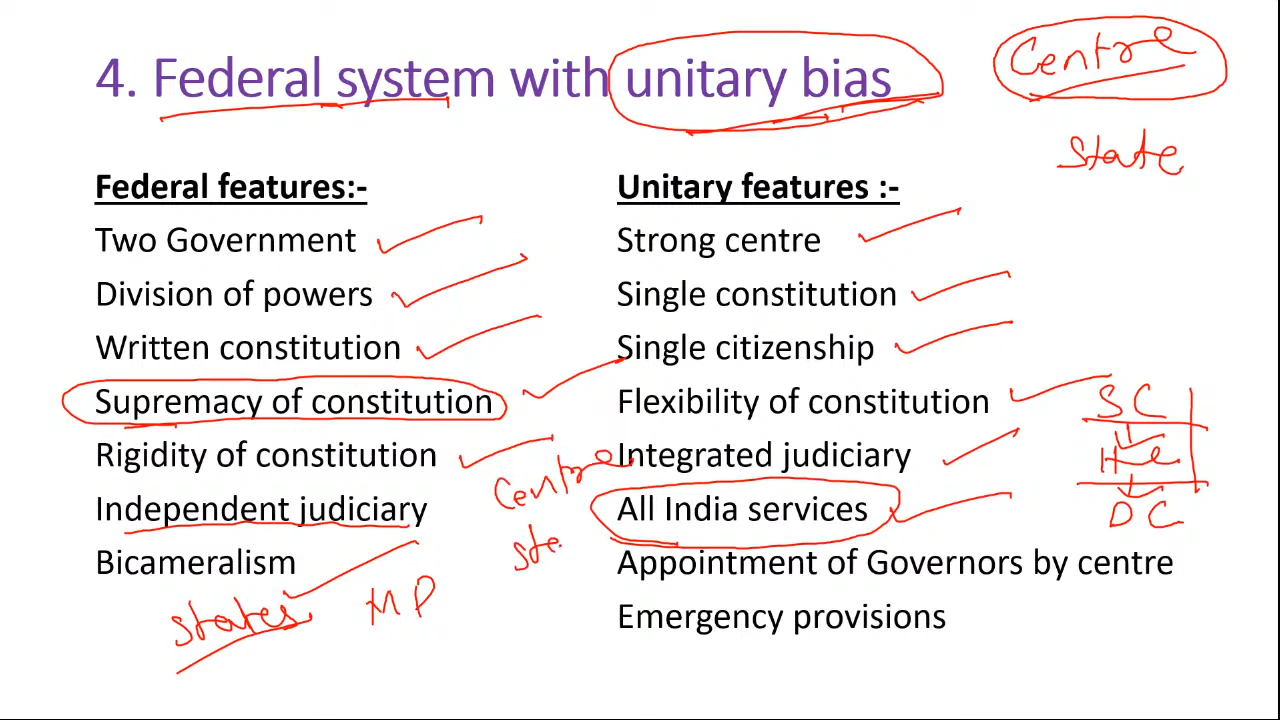 4. Federal system with unitary bias
Centre
State
Federal features:-
Two Government
Division of powers
Written constitution
Supremacy of constitution
Rigidity of constitution
Independent judiciary
Bicameralism
States
MP
Centre
Unitary features :-
Strong centre
Single constitution
Single citizenship
Flexibility of constitution
Integrated judiciary
All India services
Appointment of Governors by centre
Emergency provisions
SC
HC
DC